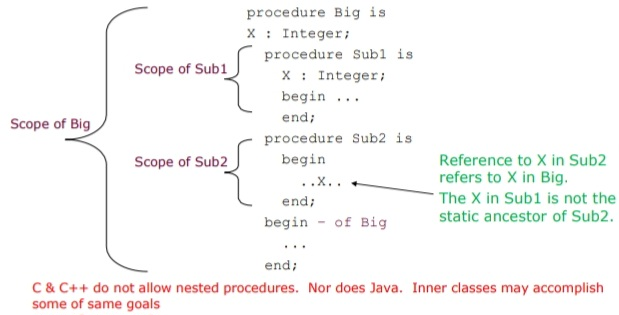 procedure Big is
X : Integer;
procedure Sub1 is
Scope of Sub1
X : Integer;
begin ...
end;
Scope of Big
procedure Sub2 is
Scope of Sub2
begin
..X..
end;
Reference to X in Sub2
refers to X in Big.
The X in Sub1 is not the
static ancestor of Sub2.
begin - of Big
...
end;
C & C++ do not allow nested procedures. Nor does Java. Inner classes may accomplish
some of same goals